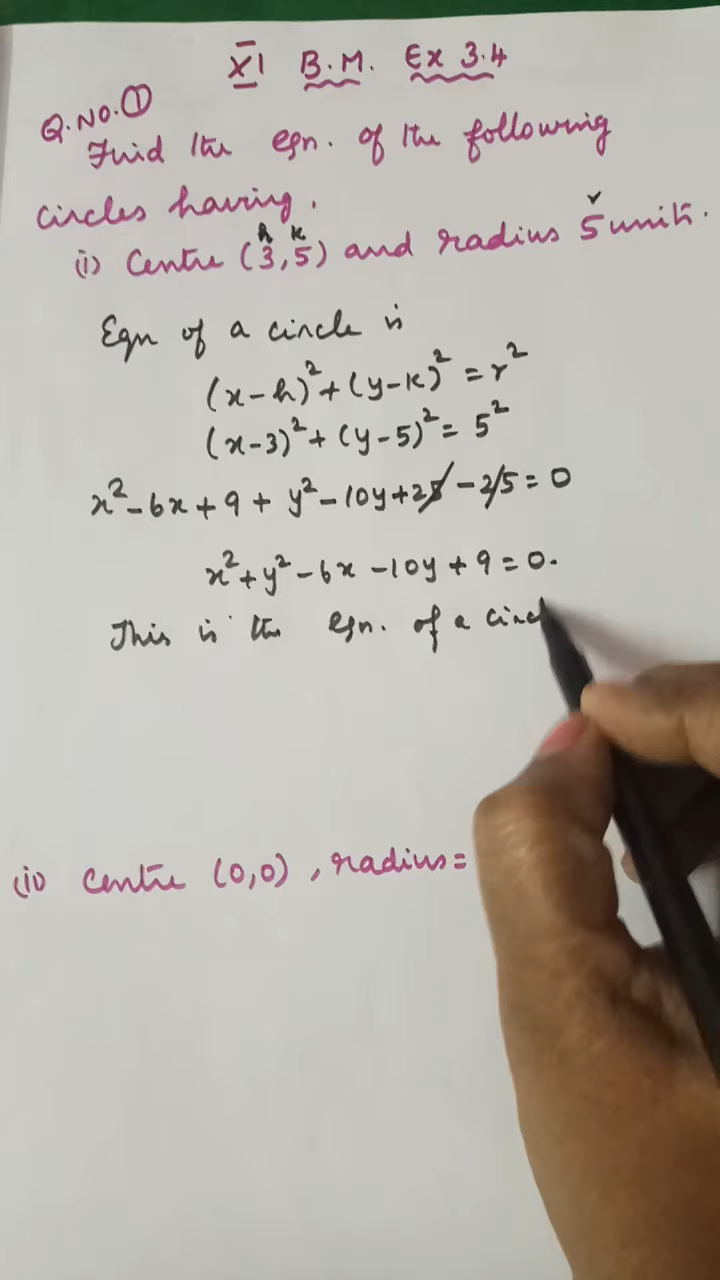 XI B.M. Ex 3.4
Q.No.①
Find the eqn. of the following
circles having.
h k r
(i) Centre (3,5) and radius 5 units.
Eqn of a circle is
(x-h)² + (y-k)² = r²
(x-3)² + (y-5)² = 5²
x² - 6x + 9 + y² - 10y + 25 - 25 = 0
x² + y² - 6x - 10y + 9 = 0.
This is the eqn. of a circ
(ii) Centre (0,0), radius =